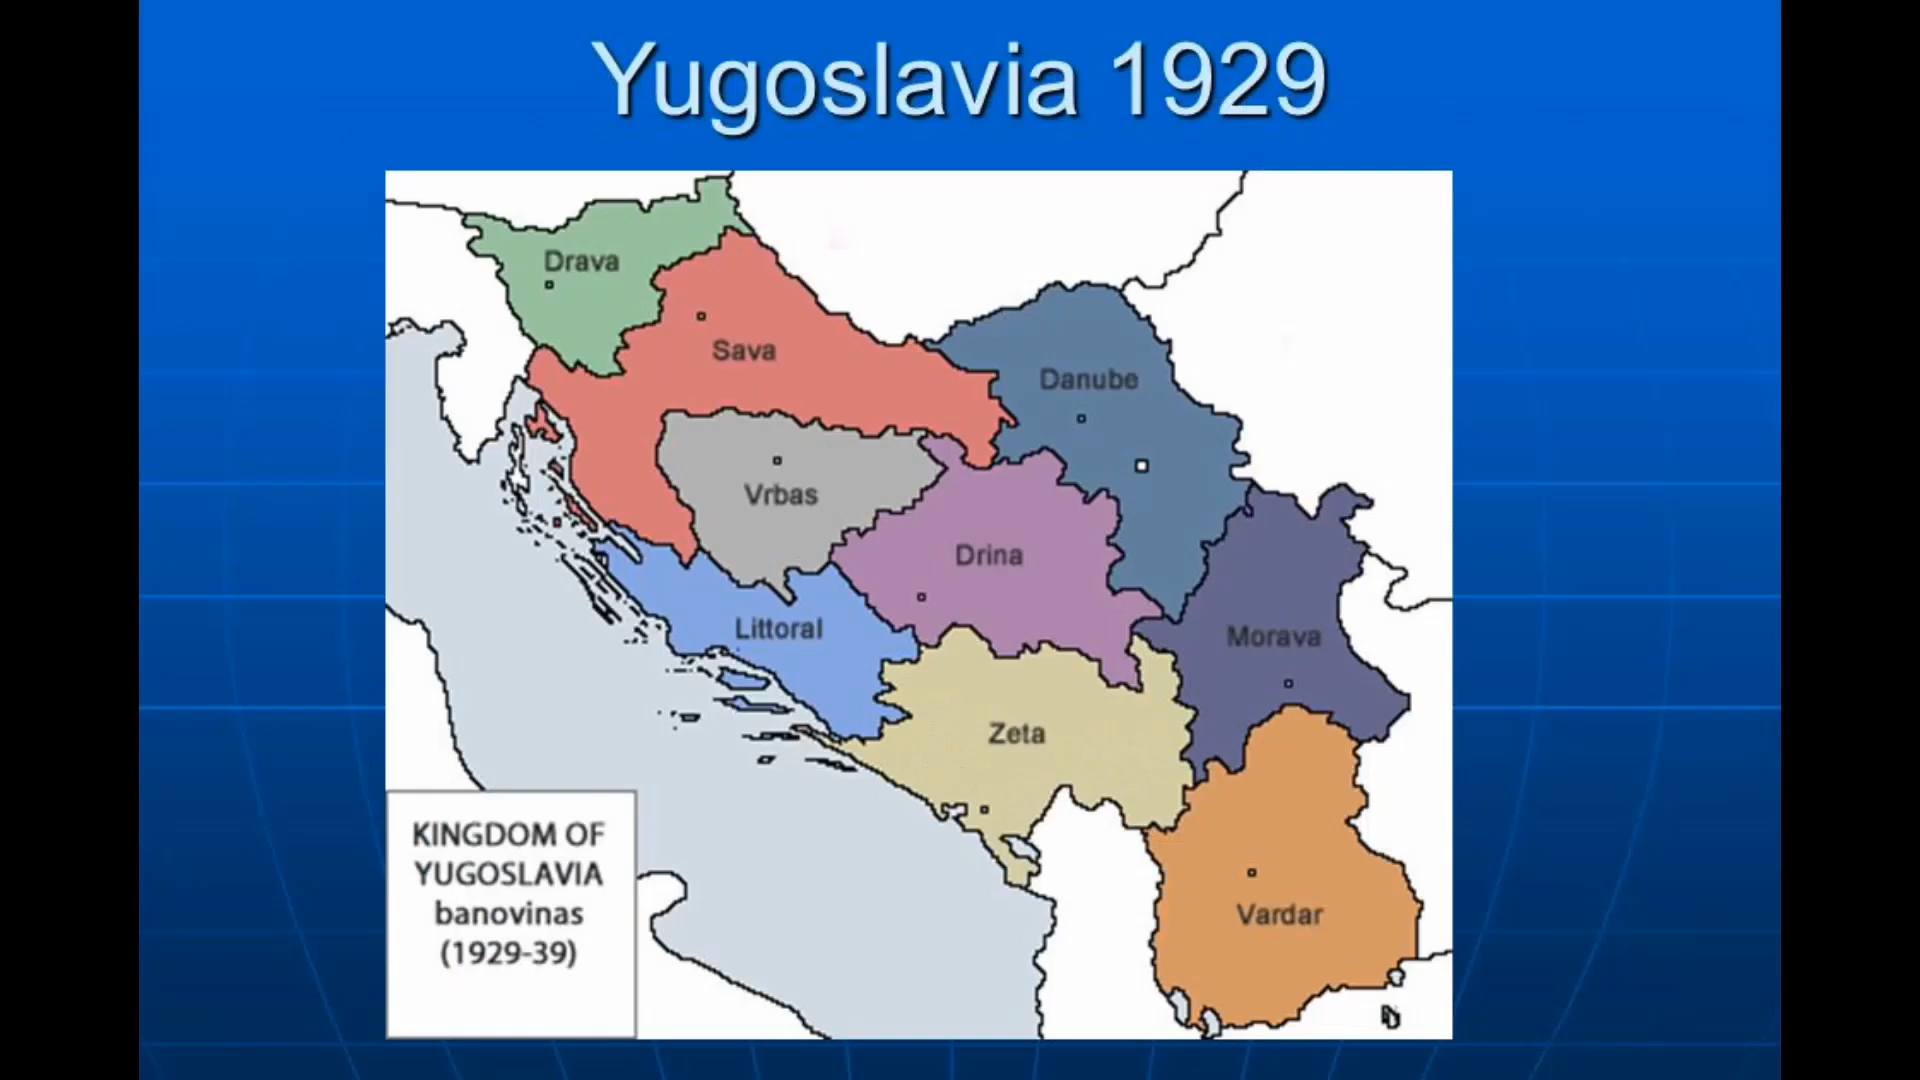 Yugoslavia 1929
Drava
Sava
Danube
Vrbas
Drina
Littoral
Morava
Zeta
Vardar
KINGDOM OF
YUGOSLAVIA
banovinas
(1929-39)